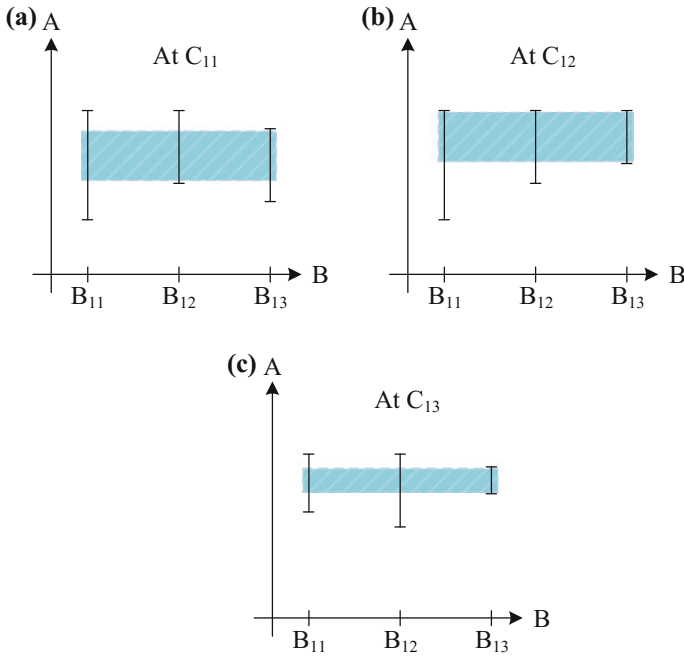 (a)
A
At C₁₁
B₁₁ B₁₂ B₁₃ B
(b)
A
At C₁₂
B₁₁ B₁₂ B₁₃ B
(c)
A
At C₁₃
B₁₁ B₁₂ B₁₃ B